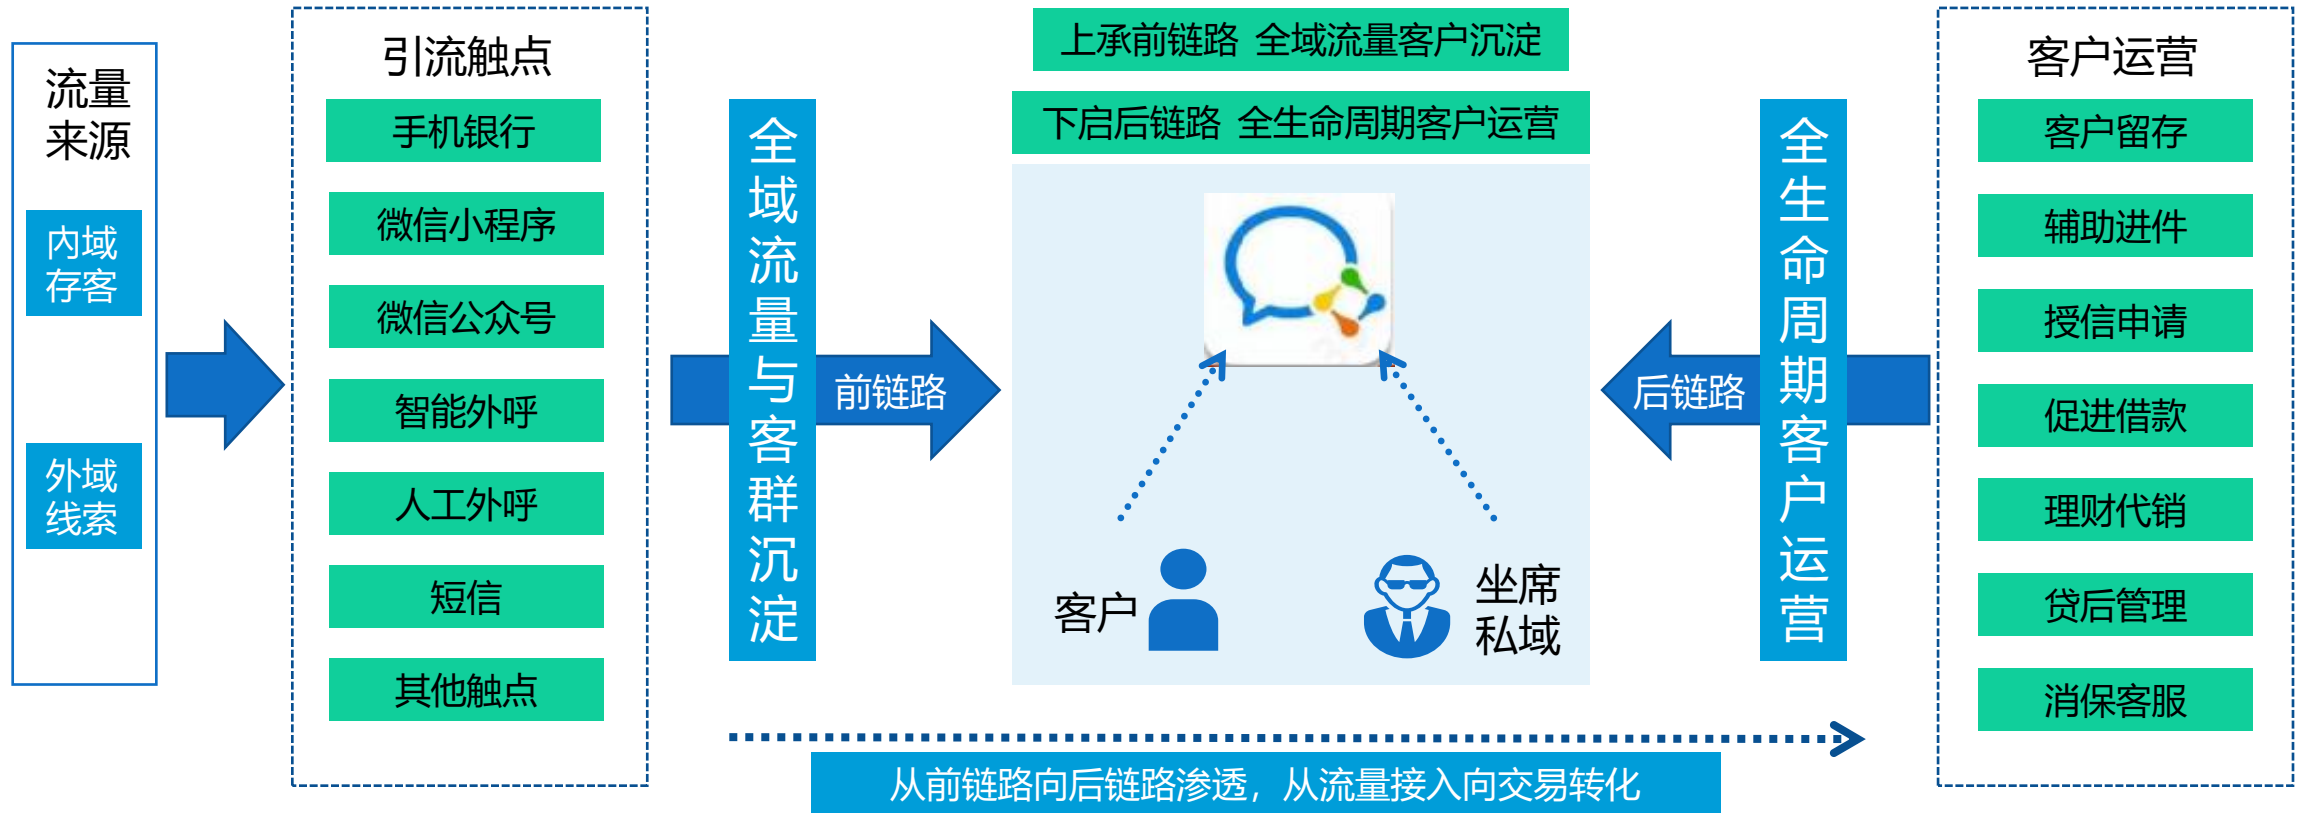 流量
来源
内域
存客
外域
线索
引流触点
手机银行
微信小程序
微信公众号
智能外呼
人工外呼
短信
其他触点
全域流量与客群沉淀
前链路
上承前链路 全域流量客户沉淀
下启后链路 全生命周期客户运营
客户
坐席
私域
后链路
全生命周期客户运营
客户运营
客户留存
辅助进件
授信申请
促进借款
理财代销
贷后管理
消保客服
从前链路向后链路渗透，从流量接入向交易转化